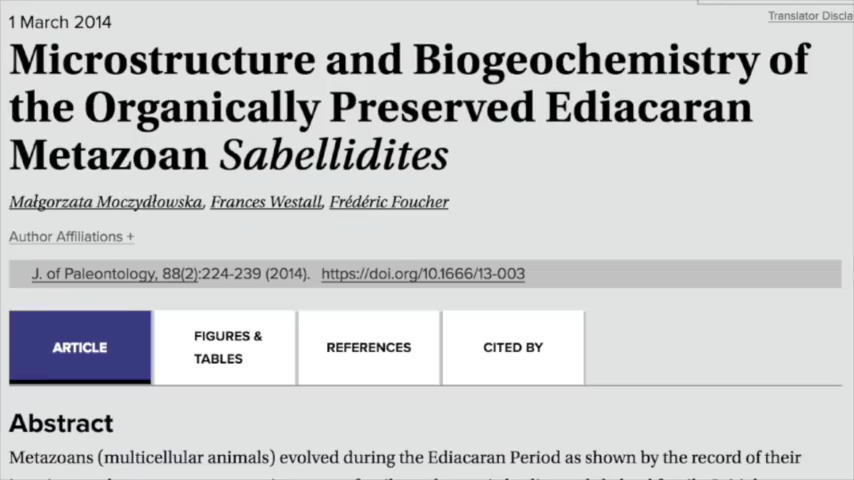 Translator Discla
1 March 2014
Microstructure and Biogeochemistry of
the Organically Preserved Ediacaran
Metazoan Sabellidites
Małgorzata Moczydłowska, Frances Westall, Frédéric Foucher
Author Affiliations +
J. of Paleontology, 88(2):224-239 (2014). https://doi.org/10.1666/13-003
ARTICLE
FIGURES &
TABLES
REFERENCES
CITED BY
Abstract
Metazoans (multicellular animals) evolved during the Ediacaran Period as shown by the record of their